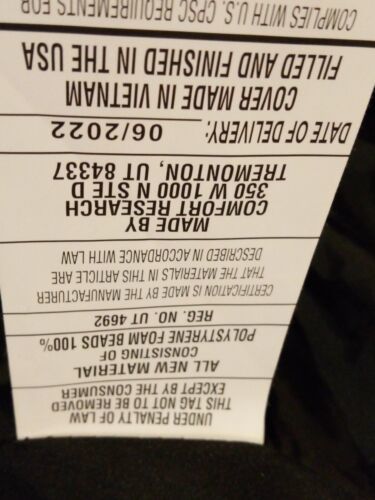 UNDER PENALTY OF LAW
THIS TAG NOT TO BE REMOVED
EXCEPT BY THE CONSUMER
ALL NEW MATERIAL
CONSISTING OF
POLYSTYRENE FOAM BEADS 100%
REG. NO. UT 4692
CERTIFICATION IS MADE BY THE MANUFACTURER
THAT THE MATERIALS IN THIS ARTICLE ARE
DESCRIBED IN ACCORDANCE WITH LAW
MADE BY
COMFORT RESEARCH
350 W 1000 N STE D
TREMONTON, UT 84337
DATE OF DELIVERY: 06/2022
COVER MADE IN VIETNAM
FILLED AND FINISHED IN THE USA
COMPLIES WITH U.S. CPSC REQUIREMENTS FOR